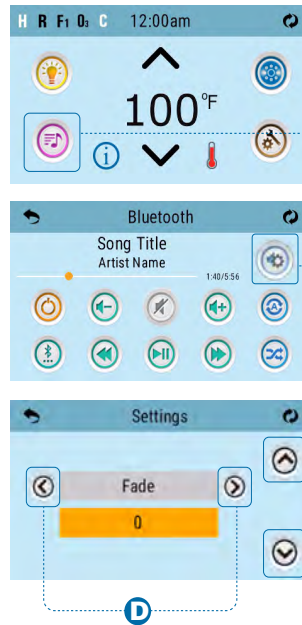 H R F1 O3 C 12:00am
100°F
i
Bluetooth
Song Title
Artist Name
1:40/5:56
A
Settings
Fade
0
D